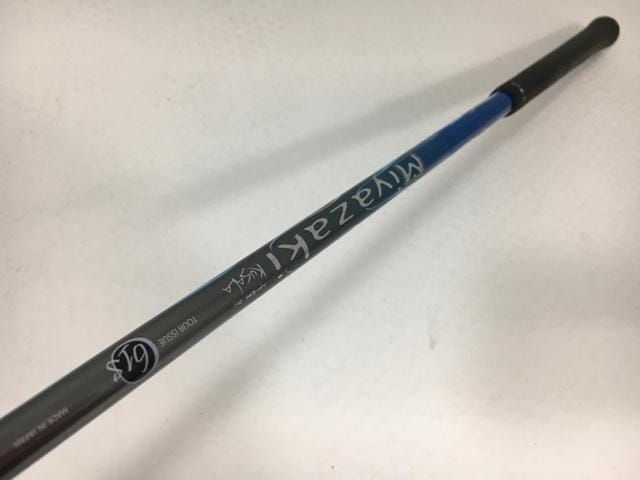 Miyazaki
KUSALA
TOUR ISSUE
61S
MADE IN JAPAN